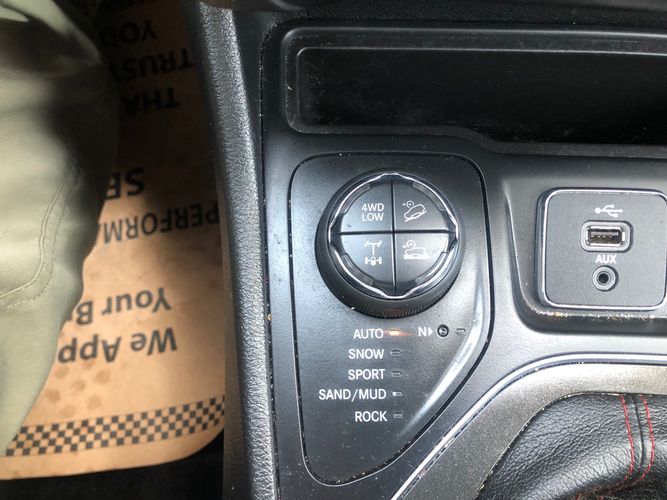 4WD
LOW
AUTO
N
SNOW
SPORT
SAND/MUD
ROCK
AUX
YOU
TRUST
THA
SE
PERFORM
Your B
We App